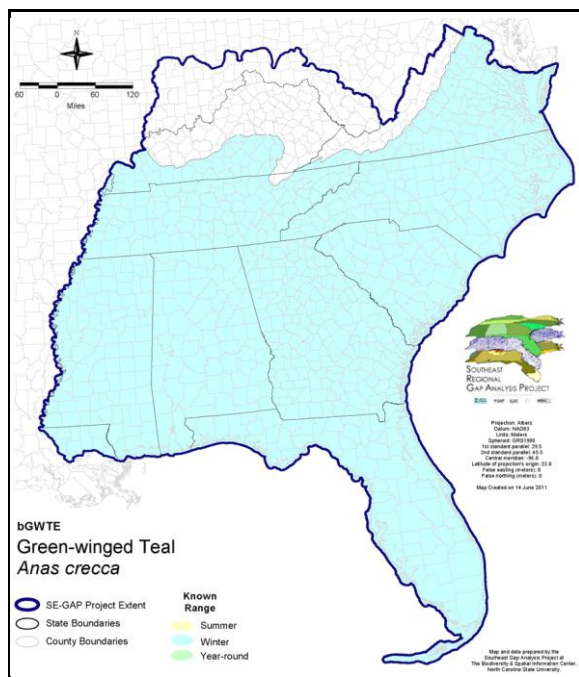 60
0
60
120
Miles
SOUTHEAST
REGIONAL
GAP ANALYSIS PROJECT
Projection: Albers
Datum: NAD83
Units: Meters
Spheroid: GRS1980
1st standard parallel: 29.5
2nd standard parallel: 45.5
Central meridian: -96.0
Latitude of projection's origin: 23.0
False easting (meters): 0
False northing (meters): 0
Map Created on 14 June 2011
bGWTE
Green-winged Teal
Anas crecca
SE-GAP Project Extent
State Boundaries
County Boundaries
Known
Range
Summer
Winter
Year-round
Map and data prepared by the
Southeast Gap Analysis Project at
The Biodiversity & Spatial Information Center,
North Carolina State University.